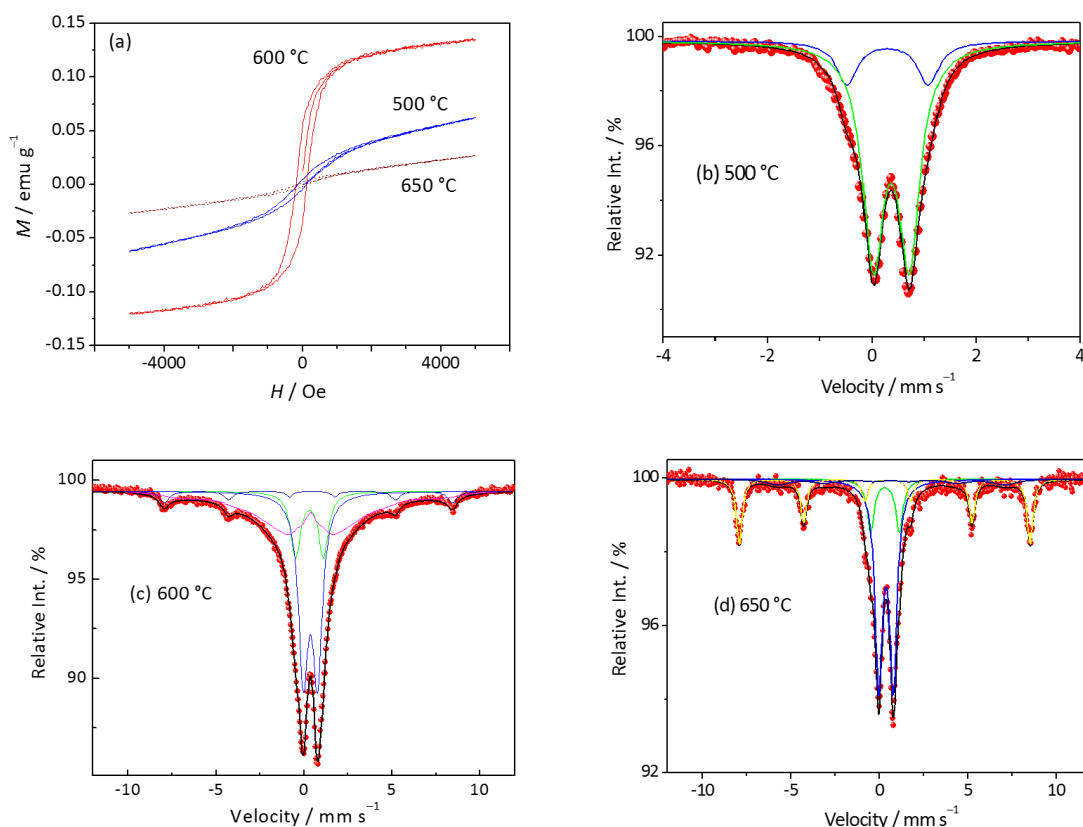 (a)
600 °C
500 °C
650 °C
0.15
0.10
0.05
0.00
-0.05
-0.10
-0.15
M / emu g⁻¹
-4000
0
4000
H / Oe
100
96
92
Relative Int. / %
(b) 500 °C
-4
-2
0
2
4
Velocity / mm s⁻¹
100
95
90
Relative Int. / %
(c) 600 °C
-10
-5
0
5
10
Velocity / mm s⁻¹
100
96
92
Relative Int. / %
(d) 650 °C
-10
-5
0
5
10
Velocity / mm s⁻¹